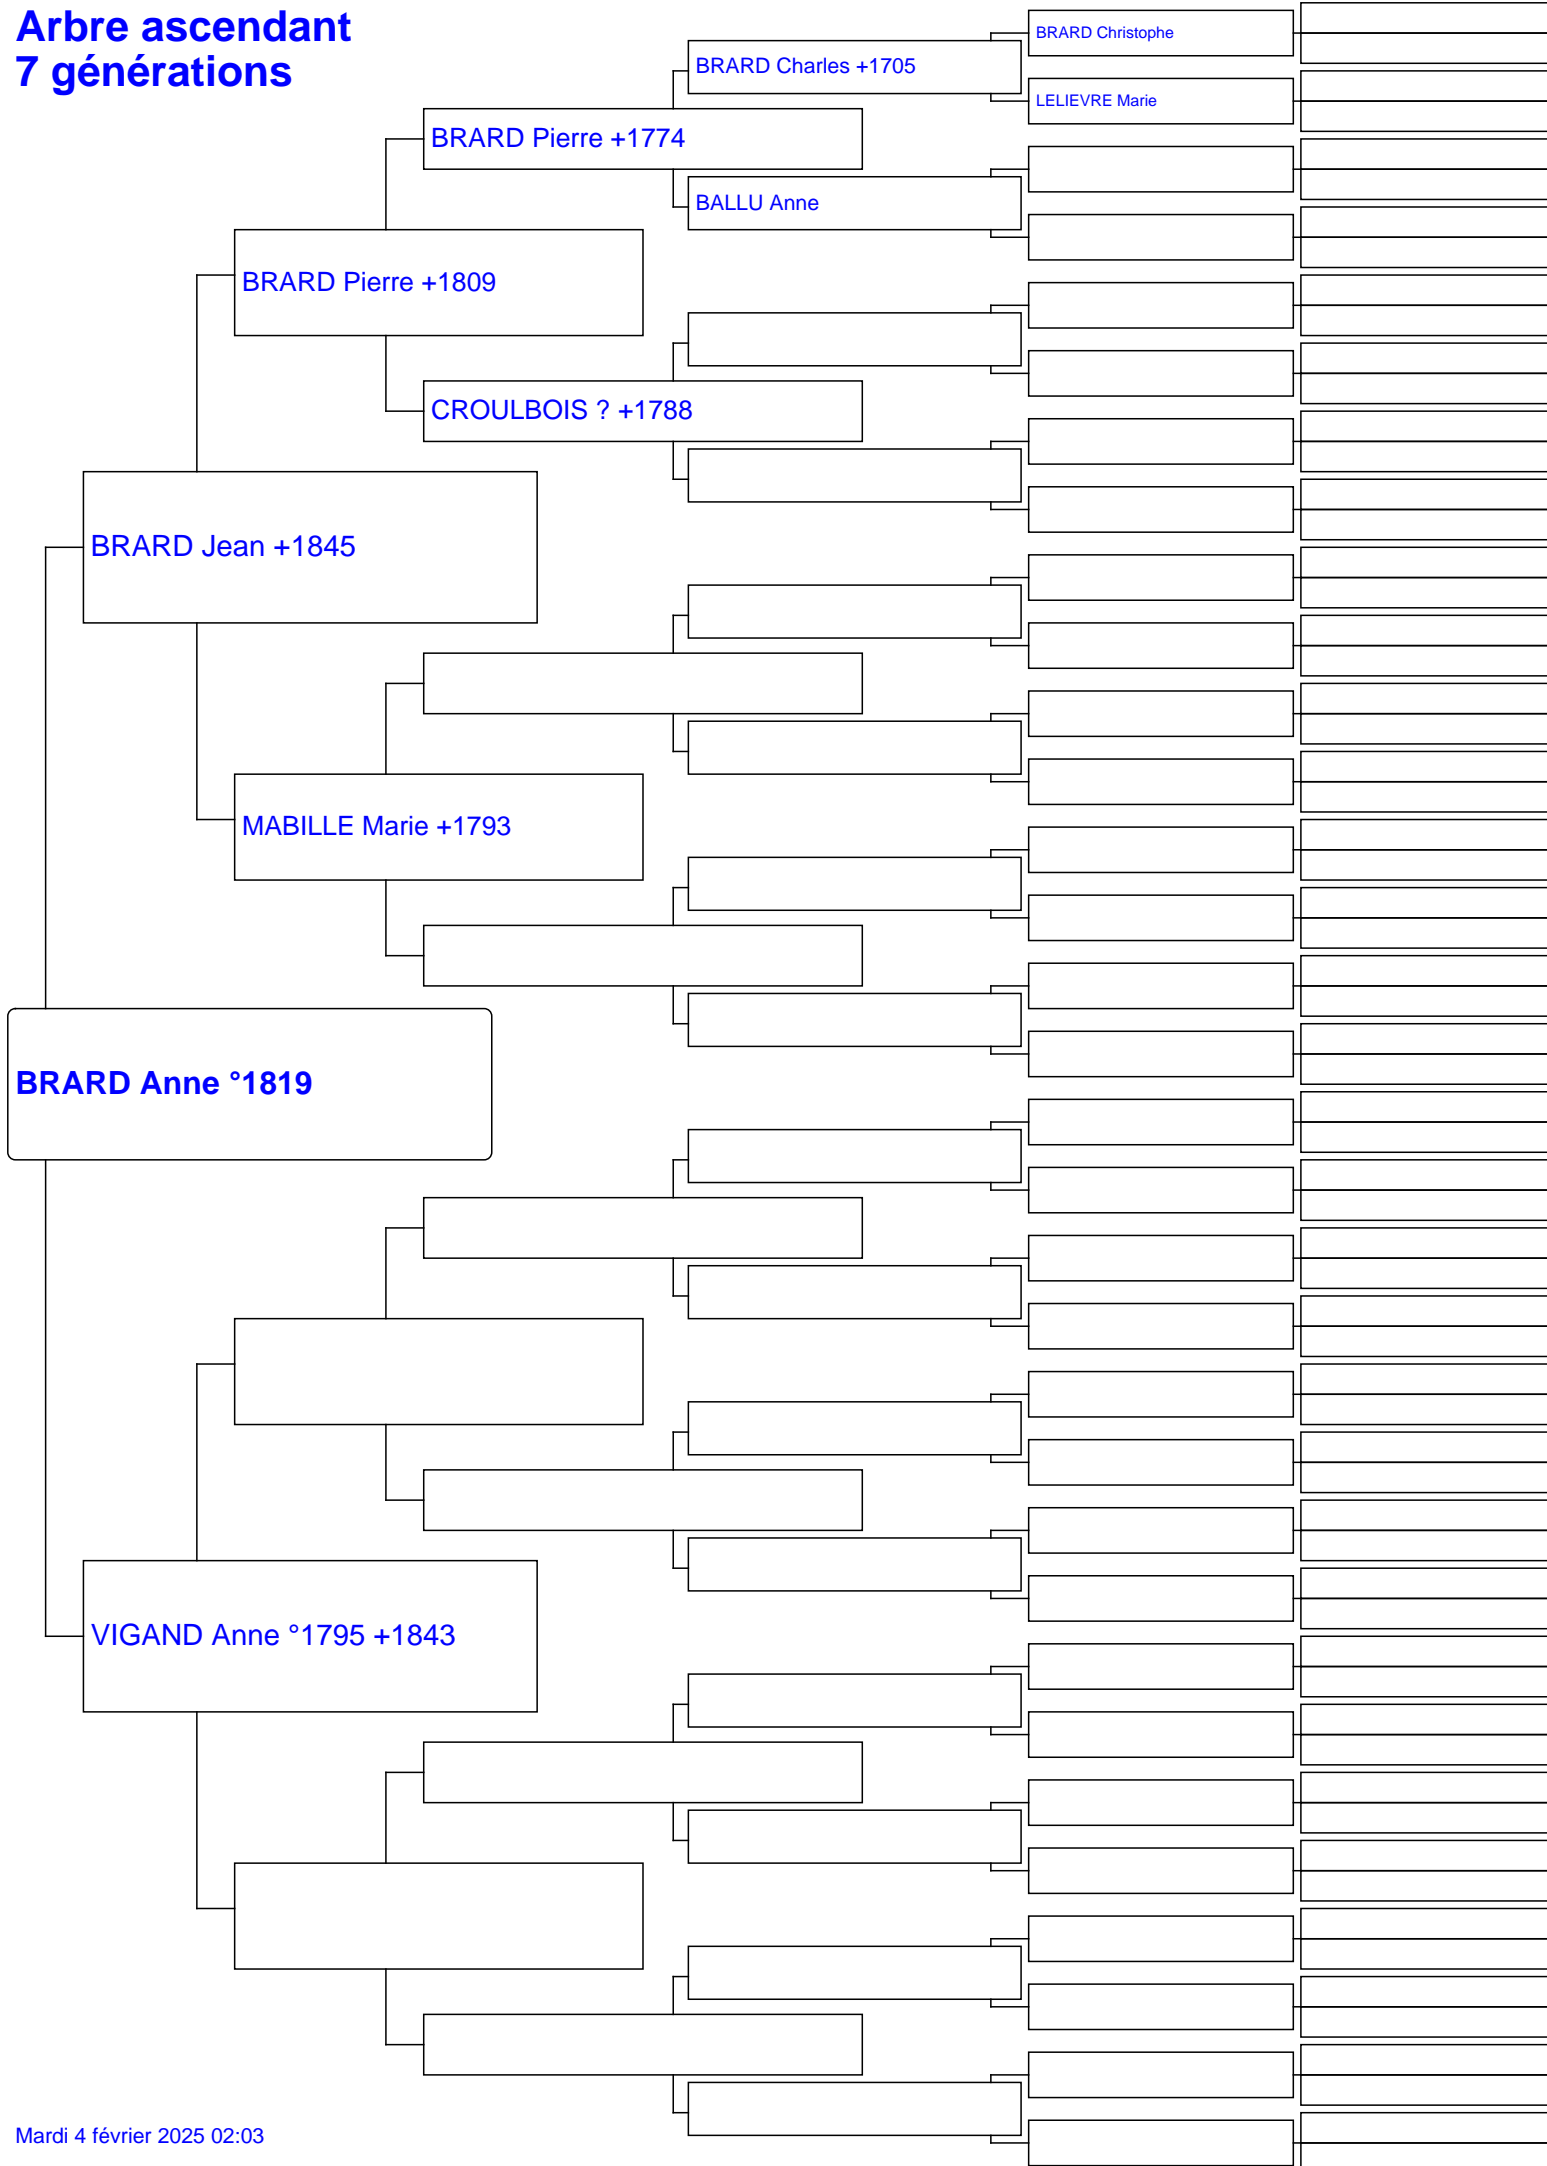 Arbre ascendant
7 générations
BRARD Christophe
BRARD Charles +1705
LELIEVRE Marie
BRARD Pierre +1774
BALLU Anne
BRARD Pierre +1809
CROULBOIS ? +1788
BRARD Jean +1845
MABILLE Marie +1793
BRARD Anne °1819
VIGAND Anne °1795 +1843
Mardi 4 février 2025 02:03